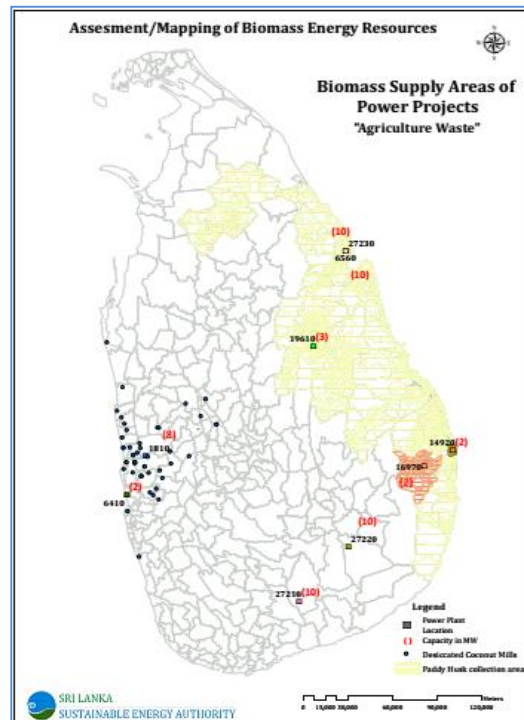 Assesment/Mapping of Biomass Energy Resources
N
W E
S
Biomass Supply Areas of
Power Projects
"Agriculture Waste"
(10)
27230
6560
(10)
19610 (3)
(8)
1810
(2)
6410
14920 (2)
16970
(2)
(10)
27220
27210 (10)
Legend
Power Plant
Location
( ) Capacity in MW
Desiccated Coconut Mills
Paddy Husk collection area
Meters
0 15,000 30,000 60,000 90,000 120,000
SRI LANKA
SUSTAINABLE ENERGY AUTHORITY